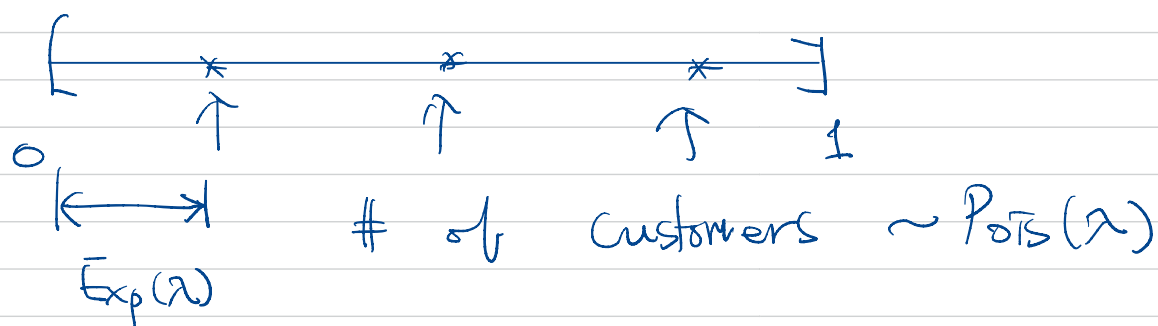 0 1
# of customers ~ Pois(λ)
Exp(λ)